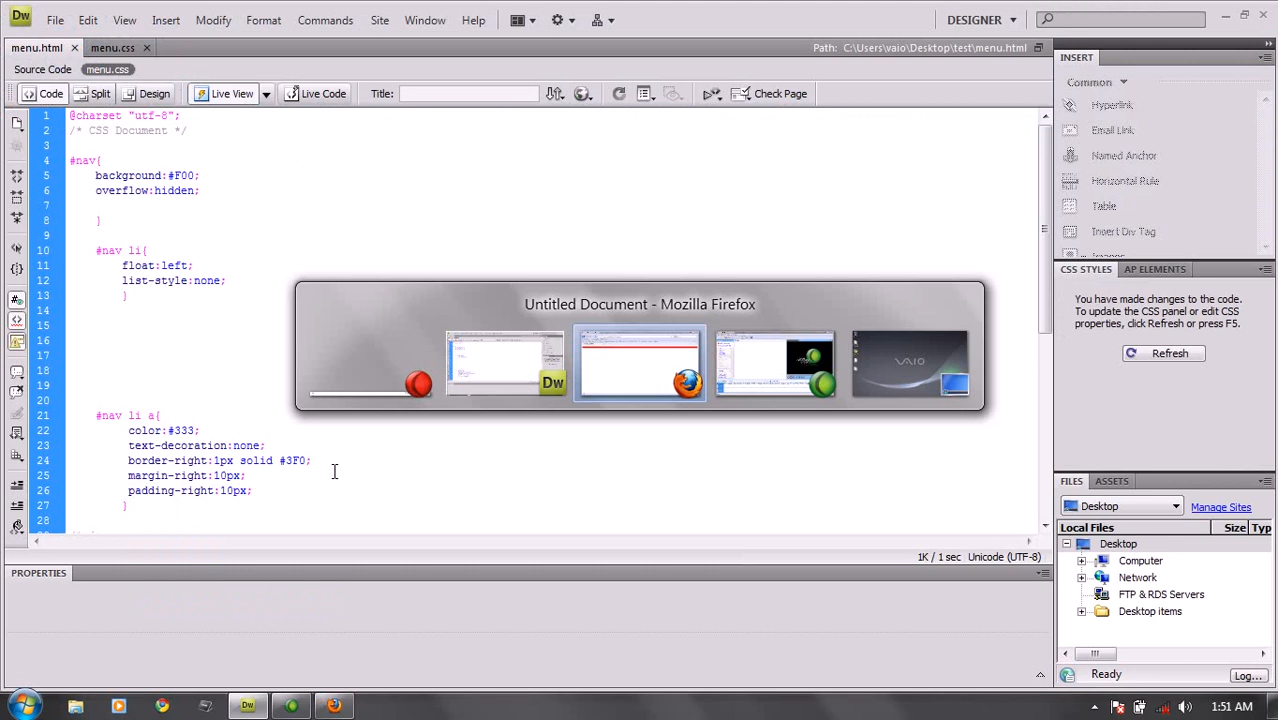 Dw File Edit View Insert Modify Format Commands Site Window Help DESIGNER
menu.html menu.css Path: C:\Users\vaio\Desktop\test\menu.html
Source Code menu.css
Code Split Design Live View Live Code Title: Check Page
1 @charset "utf-8";
2 /* CSS Document */
3
4 #nav{
5 background:#F00;
6 overflow:hidden;
7
8 }
9
10 #nav li{
11 float:left;
12 list-style:none;
13 }
14
15
16
17
18
19
20
21 #nav li a{
22 color:#333;
23 text-decoration:none;
24 border-right:1px solid #3F0;
25 margin-right:10px;
26 padding-right:10px;
27 }
28
Untitled Document - Mozilla Firefox
Dw
VAIO
1K / 1 sec Unicode (UTF-8)
PROPERTIES
INSERT
Common
Hyperlink
Email Link
Named Anchor
Horizontal Rule
Table
Insert Div Tag
CSS STYLES AP ELEMENTS
You have made changes to the code.
To update the CSS panel or edit CSS
properties, click Refresh or press F5.
Refresh
FILES ASSETS
Desktop Manage Sites
Local Files Size Typ
Desktop
Computer
Network
FTP & RDS Servers
Desktop items
Ready Log...
Dw 1:51 AM